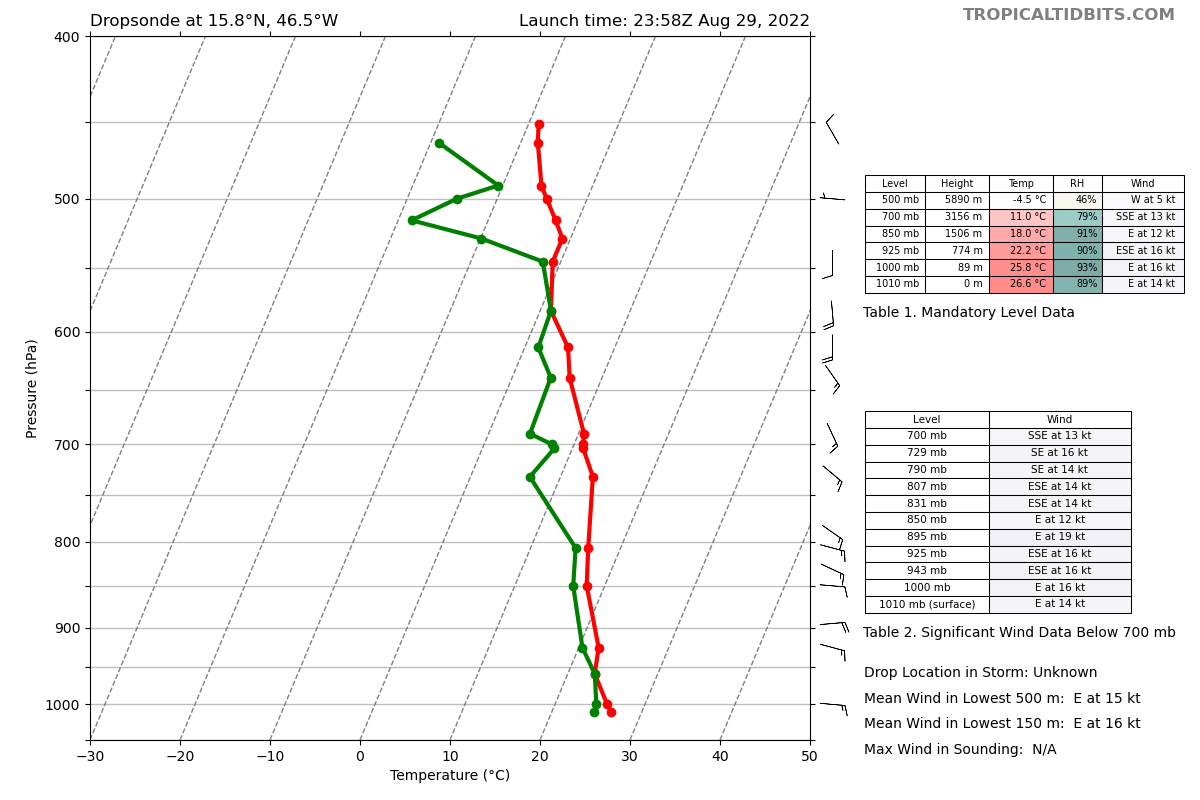 Dropsonde at 15.8°N, 46.5°W
Launch time: 23:58Z Aug 29, 2022
TROPICALTIDBITS.COM
400
500
600
700
800
900
1000
Pressure (hPa)
−30 −20 −10 0 10 20 30 40 50
Temperature (°C)
Level Height Temp RH Wind
500 mb 5890 m -4.5 °C 46% W at 5 kt
700 mb 3156 m 11.0 °C 79% SSE at 13 kt
850 mb 1506 m 18.0 °C 91% E at 12 kt
925 mb 774 m 22.2 °C 90% ESE at 16 kt
1000 mb 89 m 25.8 °C 93% E at 16 kt
1010 mb 0 m 26.6 °C 89% E at 14 kt
Table 1. Mandatory Level Data
Level Wind
700 mb SSE at 13 kt
729 mb SE at 16 kt
790 mb SE at 14 kt
807 mb ESE at 14 kt
831 mb ESE at 14 kt
850 mb E at 12 kt
895 mb E at 19 kt
925 mb ESE at 16 kt
943 mb ESE at 16 kt
1000 mb E at 16 kt
1010 mb (surface) E at 14 kt
Table 2. Significant Wind Data Below 700 mb
Drop Location in Storm: Unknown
Mean Wind in Lowest 500 m: E at 15 kt
Mean Wind in Lowest 150 m: E at 16 kt
Max Wind in Sounding: N/A